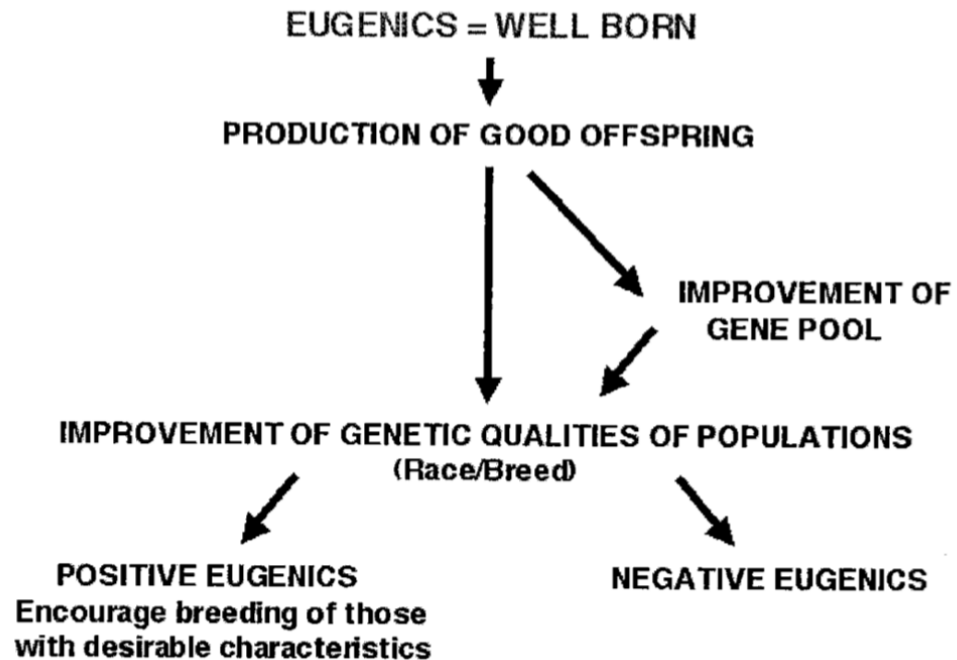 EUGENICS = WELL BORN
PRODUCTION OF GOOD OFFSPRING
IMPROVEMENT OF
GENE POOL
IMPROVEMENT OF GENETIC QUALITIES OF POPULATIONS
(Race/Breed)
POSITIVE EUGENICS
Encourage breeding of those
with desirable characteristics
NEGATIVE EUGENICS